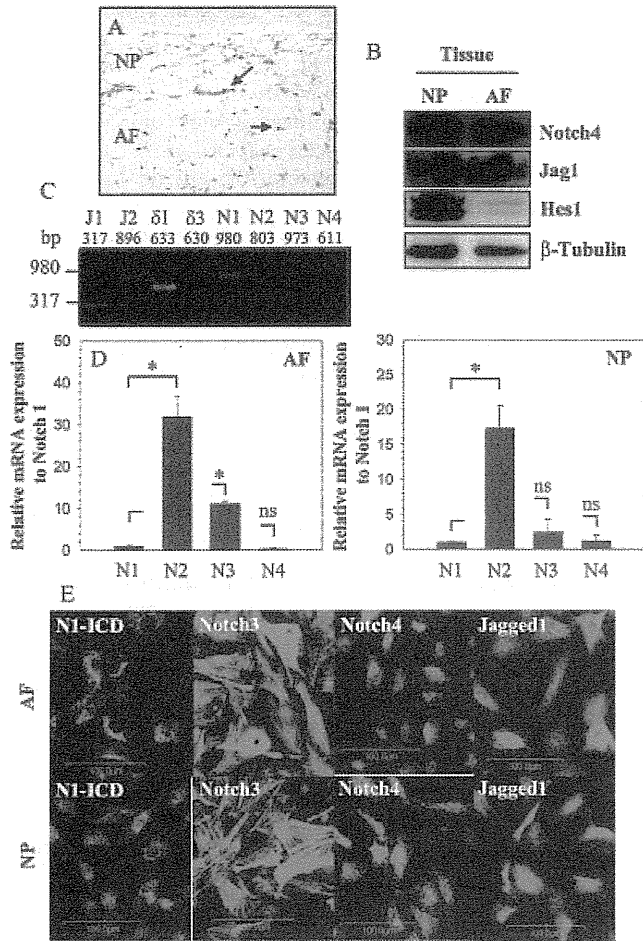 A
NP
AF
B
Tissue
NP AF
Notch4
Jag1
Hes1
β-Tubulin
C
J1 J2 δ1 δ3 N1 N2 N3 N4
bp 317 896 633 630 980 803 973 611
980
317
D
AF
Relative mRNA expression
to Notch 1
50
40
30
20
10
0
*
*
ns
N1 N2 N3 N4
NP
Relative mRNA expression
to Notch 1
30
25
20
15
10
5
0
*
ns
ns
N1 N2 N3 N4
E
AF
N1-ICD Notch3 Notch4 Jagged1
NP
N1-ICD Notch3 Notch4 Jagged1